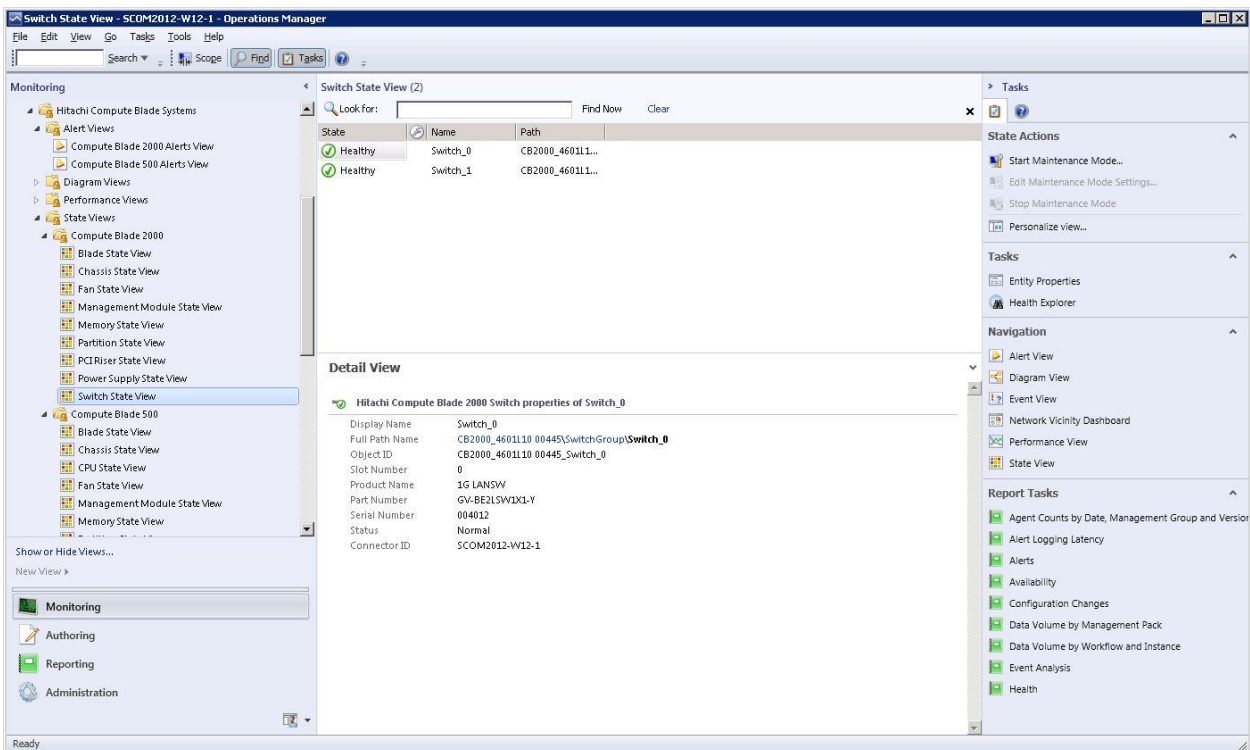 Switch State View - SCOM2012-W12-1 - Operations Manager
File Edit View Go Tasks Tools Help
Search Scope Find Tasks
Monitoring
Hitachi Compute Blade Systems
Alert Views
Compute Blade 2000 Alerts View
Compute Blade 500 Alerts View
Diagram Views
Performance Views
State Views
Compute Blade 2000
Blade State View
Chassis State View
Fan State View
Management Module State View
Memory State View
Partition State View
PCI Riser State View
Power Supply State View
Switch State View
Compute Blade 500
Blade State View
Chassis State View
CPU State View
Fan State View
Management Module State View
Memory State View
Show or Hide Views...
New View
Monitoring
Authoring
Reporting
Administration
Ready
Switch State View (2)
Look for: Find Now Clear
State Name Path
Healthy Switch_0 CB2000_4601L1...
Healthy Switch_1 CB2000_4601L1...
Detail View
Hitachi Compute Blade 2000 Switch properties of Switch_0
Display Name Switch_0
Full Path Name CB2000_4601L10 00445\SwitchGroup\Switch_0
Object ID CB2000_4601L10 00445_Switch_0
Slot Number 0
Product Name 1G LANSW
Part Number GV-BE2LSW1X1-Y
Serial Number 004012
Status Normal
Connector ID SCOM2012-W12-1
Tasks
State Actions
Start Maintenance Mode...
Edit Maintenance Mode Settings...
Stop Maintenance Mode
Personalize view...
Tasks
Entity Properties
Health Explorer
Navigation
Alert View
Diagram View
Event View
Network Vicinity Dashboard
Performance View
State View
Report Tasks
Agent Counts by Date, Management Group and Version
Alert Logging Latency
Alerts
Availability
Configuration Changes
Data Volume by Management Pack
Data Volume by Workflow and Instance
Event Analysis
Health